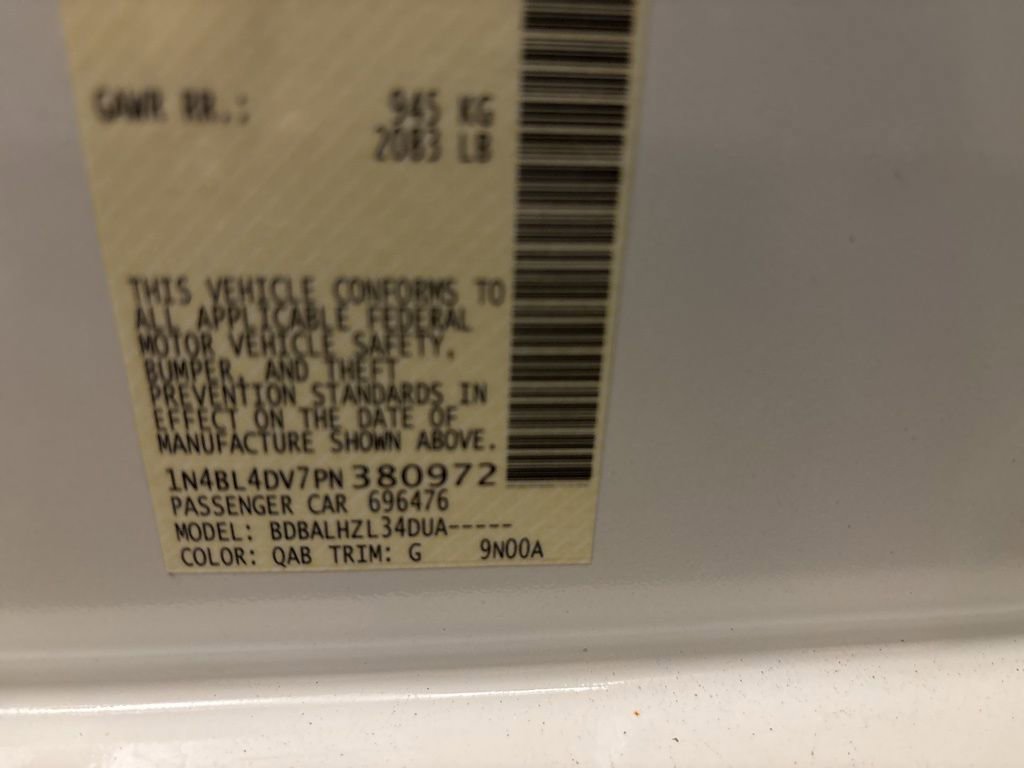 GAWR RR.: 945 KG
2083 LB
THIS VEHICLE CONFORMS TO
ALL APPLICABLE FEDERAL
MOTOR VEHICLE SAFETY,
BUMPER, AND THEFT
PREVENTION STANDARDS IN
EFFECT ON THE DATE OF
MANUFACTURE SHOWN ABOVE.
1N4BL4DV7PN380972
PASSENGER CAR 696476
MODEL: BDBALHZL34DUA-----
COLOR: QAB TRIM: G 9N00A